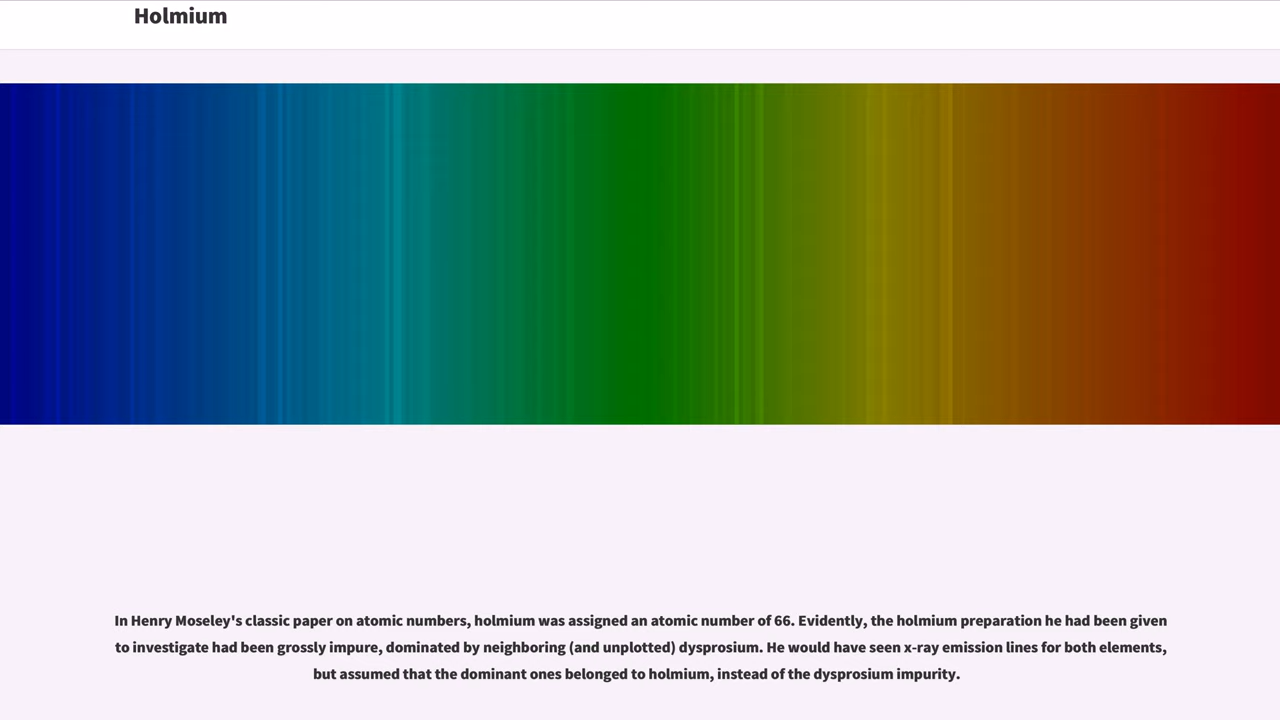 Holmium
In Henry Moseley's classic paper on atomic numbers, holmium was assigned an atomic number of 66. Evidently, the holmium preparation he had been given
to investigate had been grossly impure, dominated by neighboring (and unplotted) dysprosium. He would have seen x-ray emission lines for both elements,
but assumed that the dominant ones belonged to holmium, instead of the dysprosium impurity.